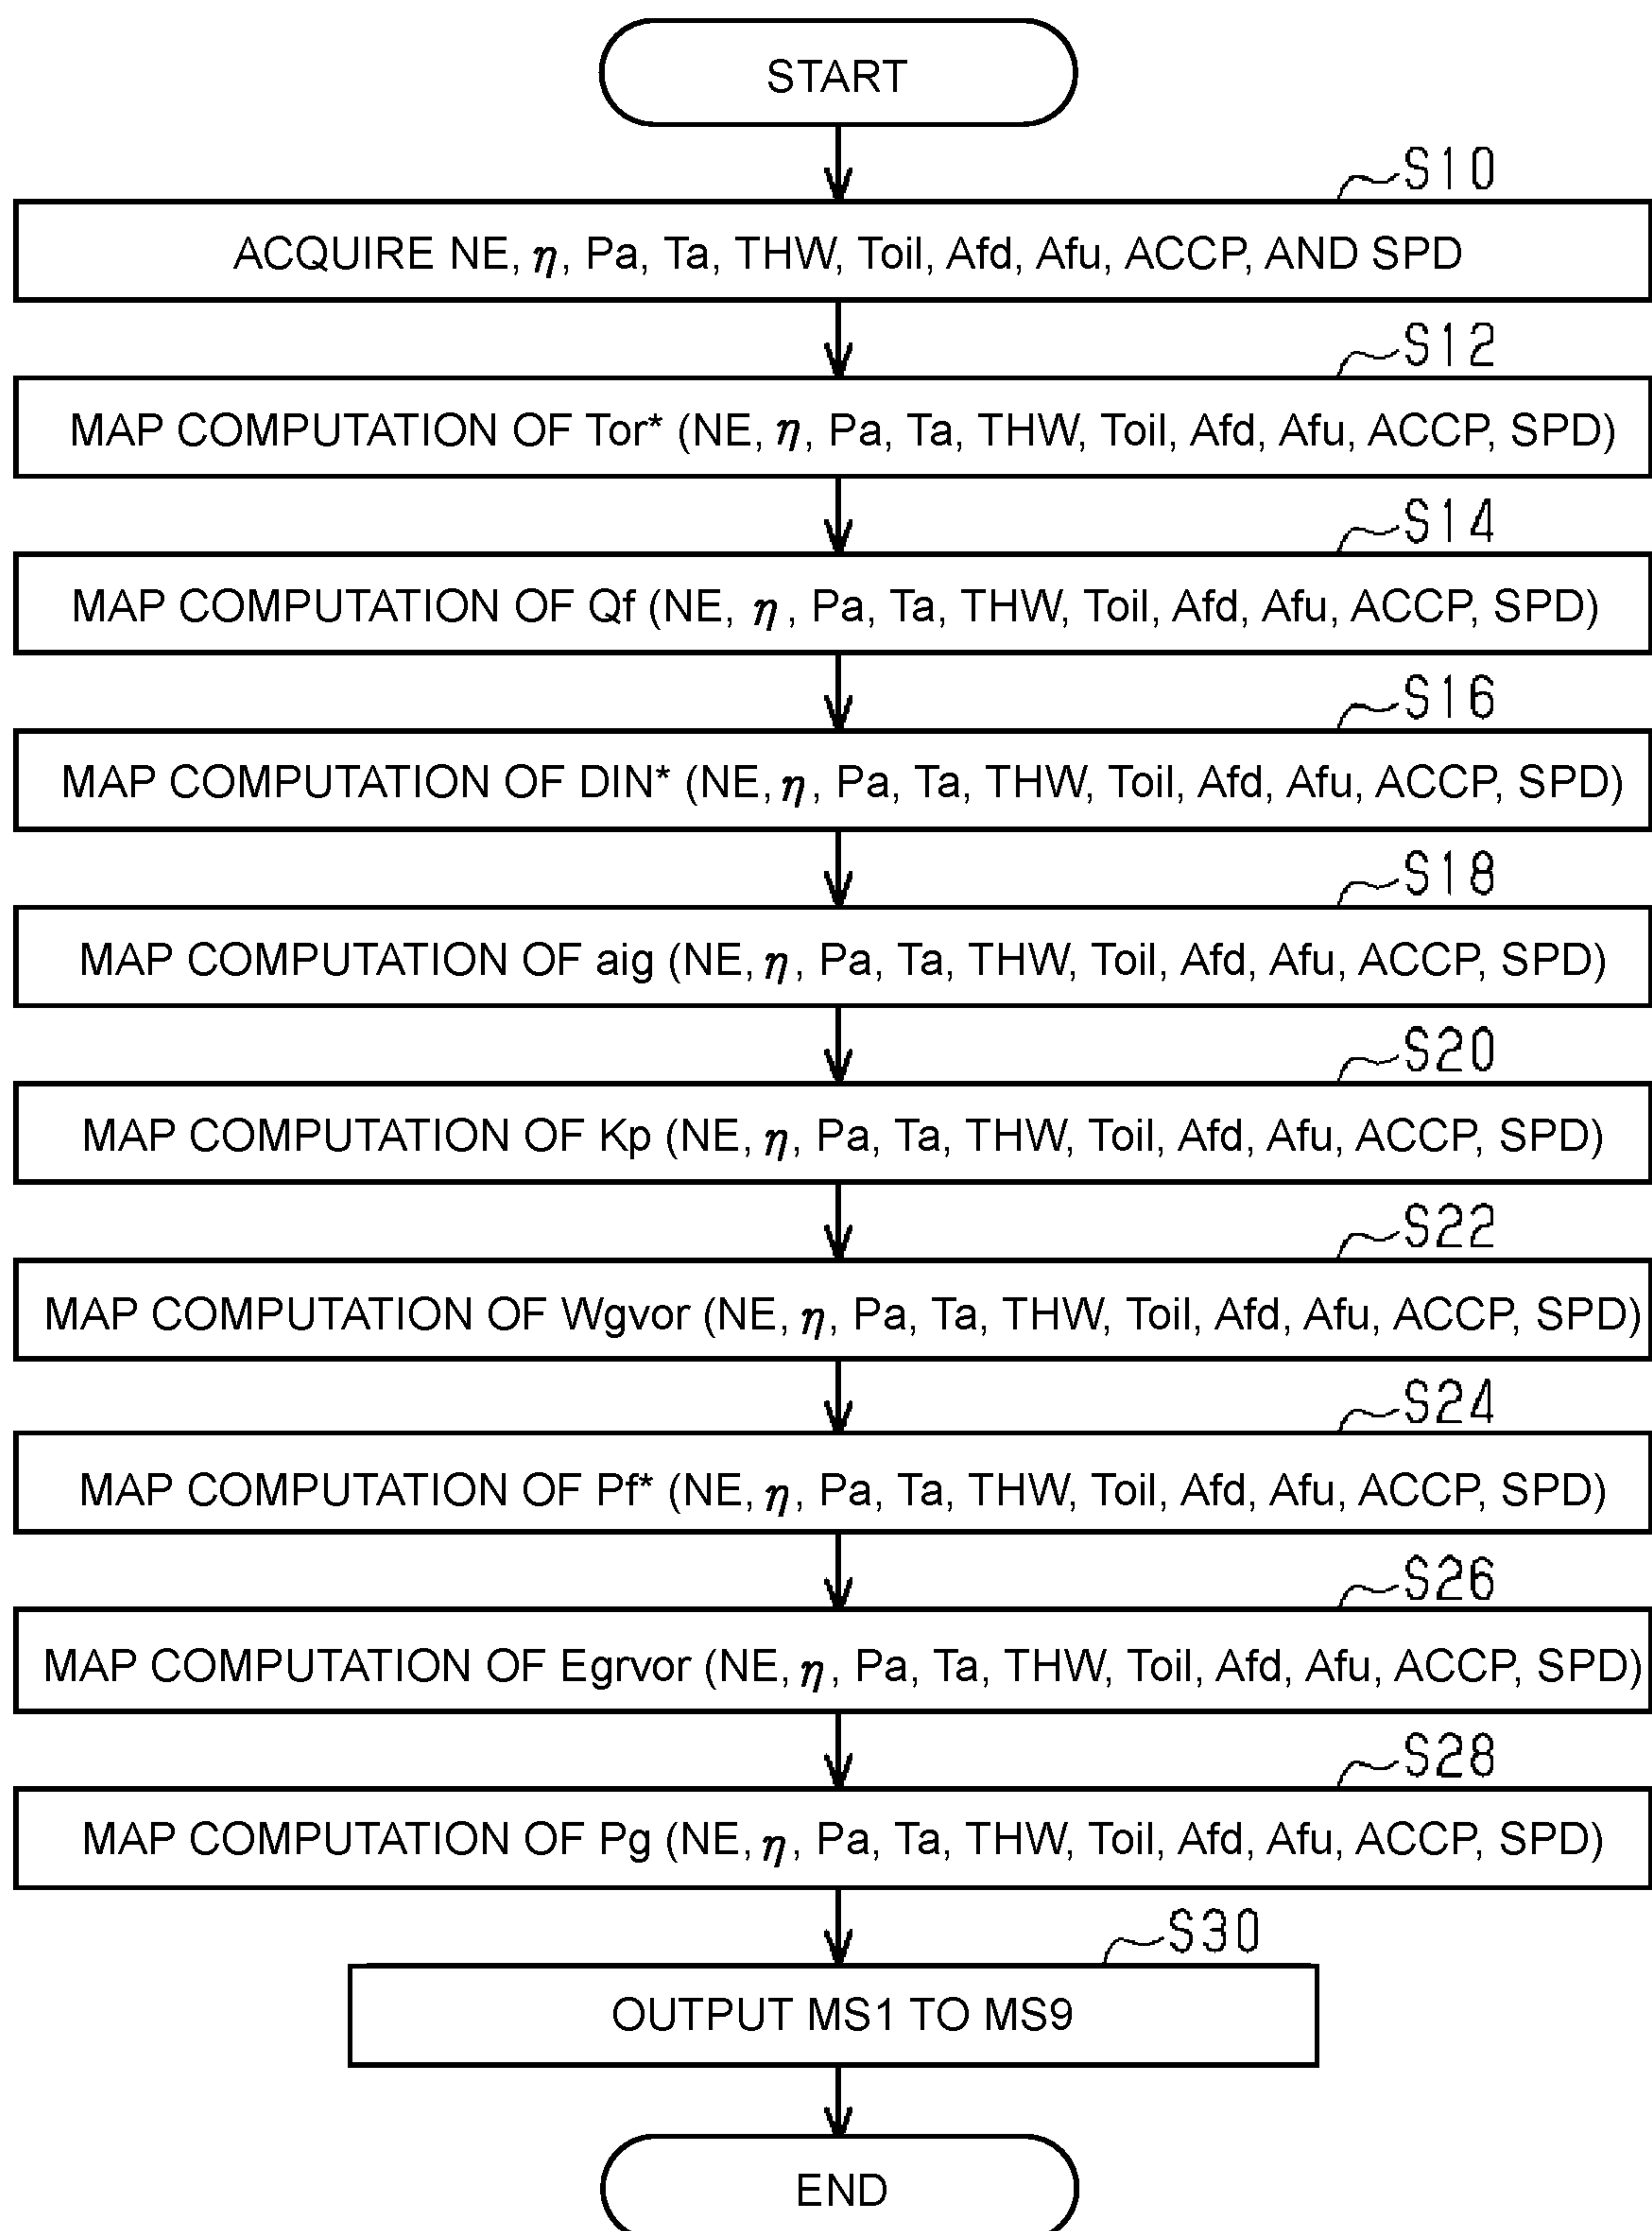 START
S10
ACQUIRE NE, η, Pa, Ta, THW, Toil, Afd, Afu, ACCP, AND SPD
S12
MAP COMPUTATION OF Tor* (NE, η, Pa, Ta, THW, Toil, Afd, Afu, ACCP, SPD)
S14
MAP COMPUTATION OF Qf (NE, η, Pa, Ta, THW, Toil, Afd, Afu, ACCP, SPD)
S16
MAP COMPUTATION OF DIN* (NE, η, Pa, Ta, THW, Toil, Afd, Afu, ACCP, SPD)
S18
MAP COMPUTATION OF aig (NE, η, Pa, Ta, THW, Toil, Afd, Afu, ACCP, SPD)
S20
MAP COMPUTATION OF Kp (NE, η, Pa, Ta, THW, Toil, Afd, Afu, ACCP, SPD)
S22
MAP COMPUTATION OF Wgvor (NE, η, Pa, Ta, THW, Toil, Afd, Afu, ACCP, SPD)
S24
MAP COMPUTATION OF Pf* (NE, η, Pa, Ta, THW, Toil, Afd, Afu, ACCP, SPD)
S26
MAP COMPUTATION OF Egrvor (NE, η, Pa, Ta, THW, Toil, Afd, Afu, ACCP, SPD)
S28
MAP COMPUTATION OF Pg (NE, η, Pa, Ta, THW, Toil, Afd, Afu, ACCP, SPD)
S30
OUTPUT MS1 TO MS9
END